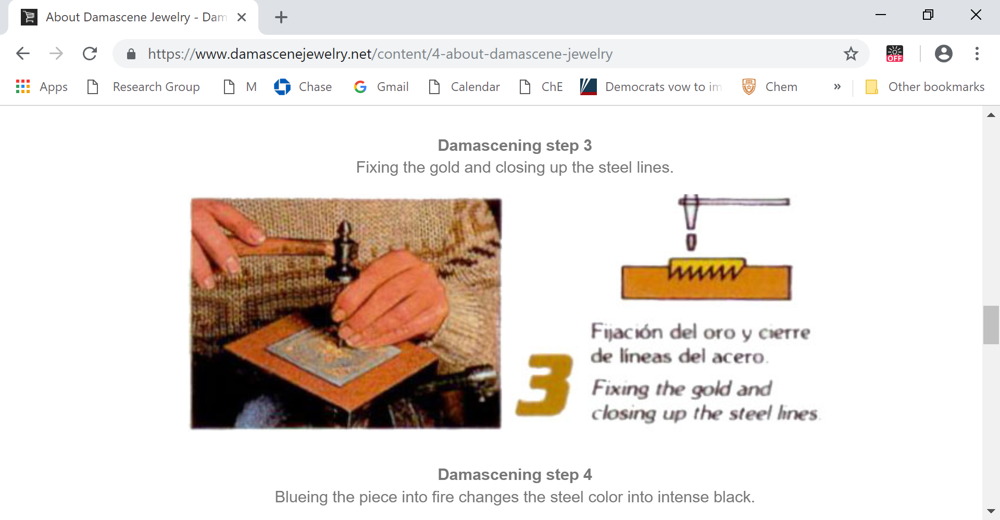 About Damascene Jewelry - Dam
https://www.damascenejewelry.net/content/4-about-damascene-jewelry
OFF
Apps Research Group M Chase Gmail Calendar ChE Democrats vow to im Chem » Other bookmarks
Damascening step 3
Fixing the gold and closing up the steel lines.
Fijación del oro y cierre
de líneas del acero.
3
Fixing the gold and
closing up the steel lines.
Damascening step 4
Blueing the piece into fire changes the steel color into intense black.